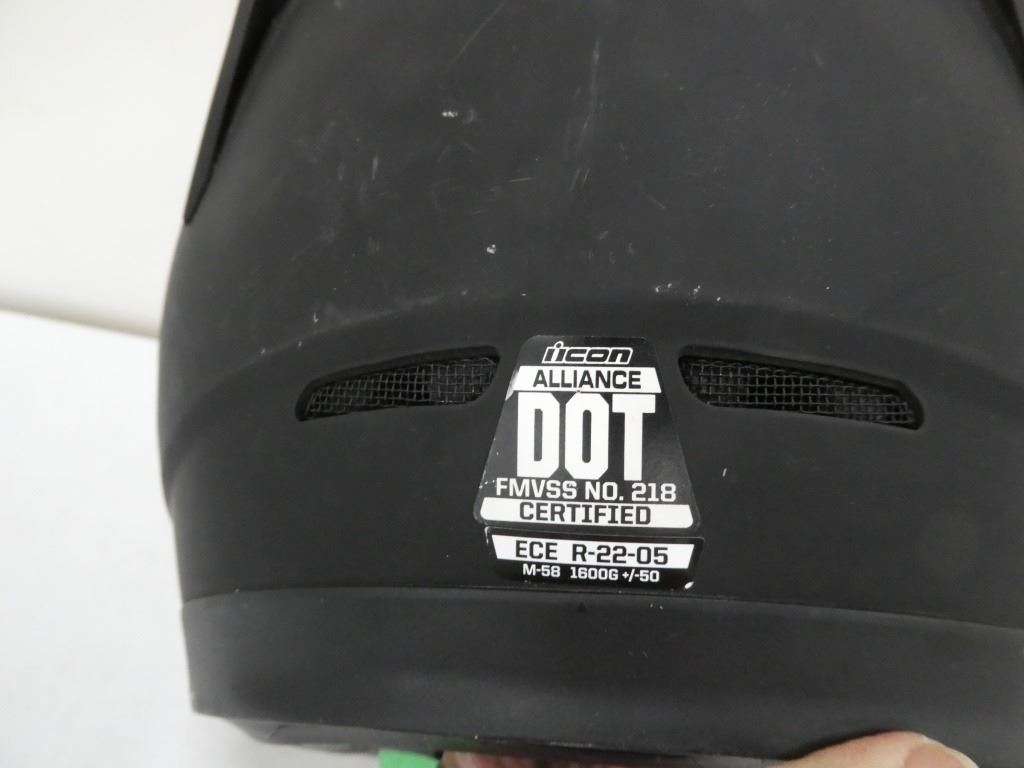 icon
ALLIANCE
DOT
FMVSS NO. 218
CERTIFIED
ECE R-22-05
M-58 1600G +/-50